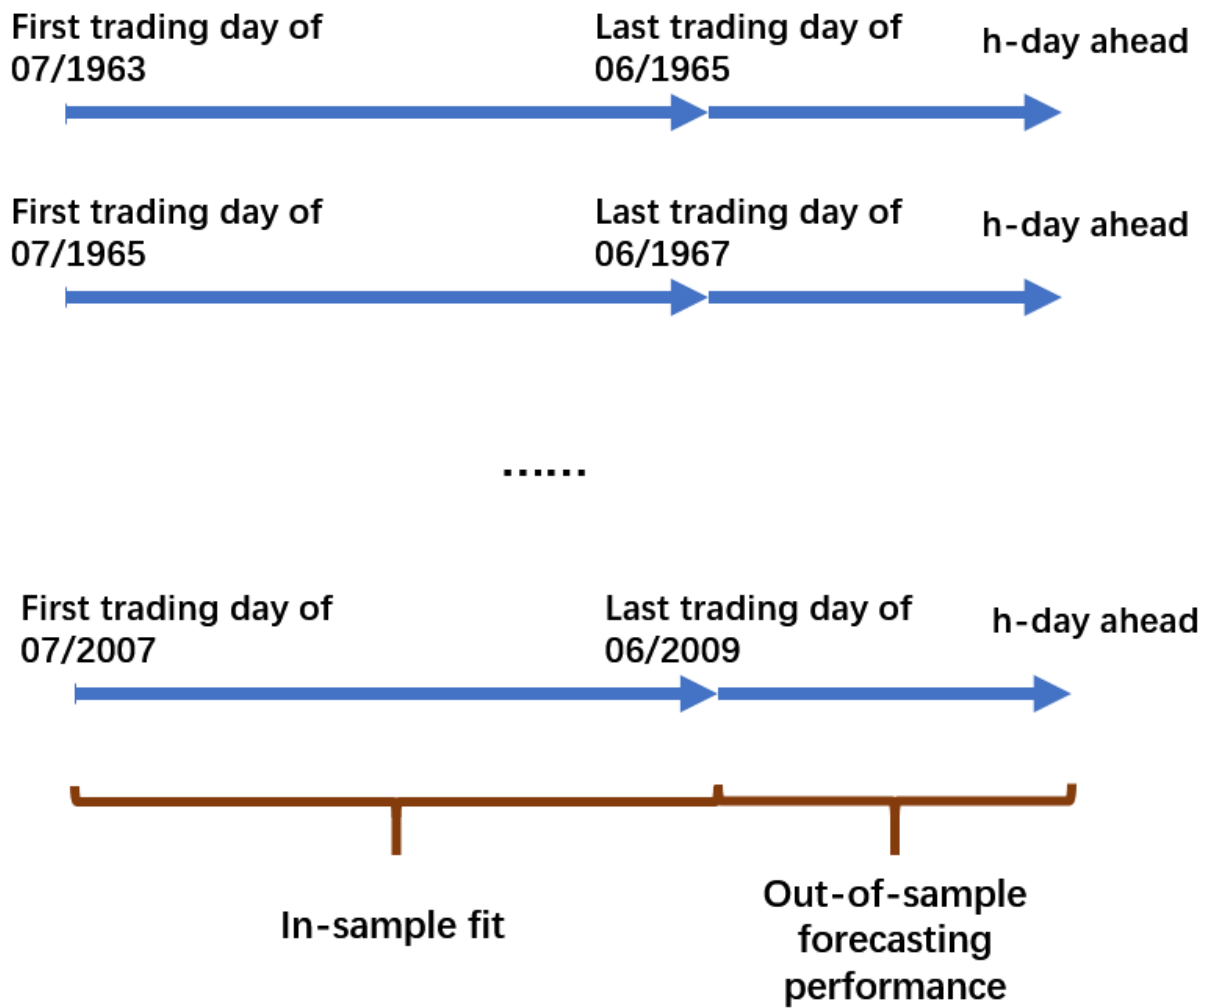 First trading day of
07/1963
Last trading day of
06/1965
h-day ahead
First trading day of
07/1965
Last trading day of
06/1967
h-day ahead
......
First trading day of
07/2007
Last trading day of
06/2009
h-day ahead
In-sample fit
Out-of-sample
forecasting
performance